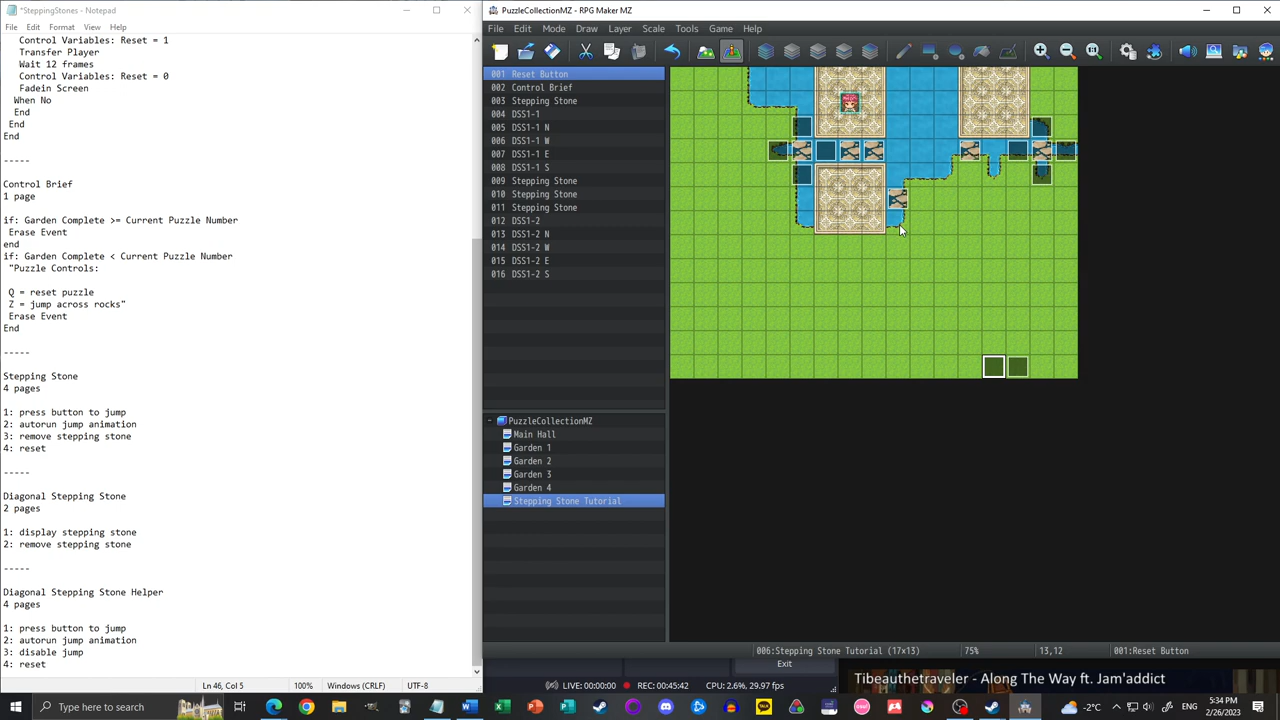 *SteppingStones - Notepad
File Edit Format View Help
Control Variables: Reset = 1
Transfer Player
Wait 12 frames
Control Variables: Reset = 0
Fadein Screen
When No
End
End
End
-----
Control Brief
1 page
if: Garden Complete >= Current Puzzle Number
Erase Event
end
if: Garden Complete < Current Puzzle Number
"Puzzle Controls:
Q = reset puzzle
Z = jump across rocks"
Erase Event
End
-----
Stepping Stone
4 pages
1: press button to jump
2: autorun jump animation
3: remove stepping stone
4: reset
-----
Diagonal Stepping Stone
2 pages
1: display stepping stone
2: remove stepping stone
-----
Diagonal Stepping Stone Helper
4 pages
1: press button to jump
2: autorun jump animation
3: disable jump
4: reset
Ln 46, Col 5 100% Windows (CRLF) UTF-8
PuzzleCollectionMZ - RPG Maker MZ
File Edit Mode Draw Layer Scale Tools Game Help
001 Reset Button
002 Control Brief
003 Stepping Stone
004 DSS1-1
005 DSS1-1 N
006 DSS1-1 W
007 DSS1-1 E
008 DSS1-1 S
009 Stepping Stone
010 Stepping Stone
011 Stepping Stone
012 DSS1-2
013 DSS1-2 N
014 DSS1-2 W
015 DSS1-2 E
016 DSS1-2 S
PuzzleCollectionMZ
Main Hall
Garden 1
Garden 2
Garden 3
Garden 4
Stepping Stone Tutorial
006:Stepping Stone Tutorial (17×13) 75% 13,12 001:Reset Button
Exit
LIVE: 00:00:00 REC: 00:45:42 CPU: 2.6%, 29.97 fps
Tibeauthetraveler - Along The Way ft. Jam'addict
Type here to search
-2°C
5:34 PM
2/26/2023